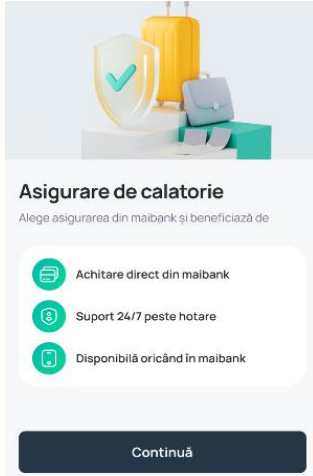 Asigurare de calatorie
Alege asigurarea din maibank și beneficiază de
Achitare direct din maibank
Suport 24/7 peste hotare
Disponibilă oricând în maibank
Continuă